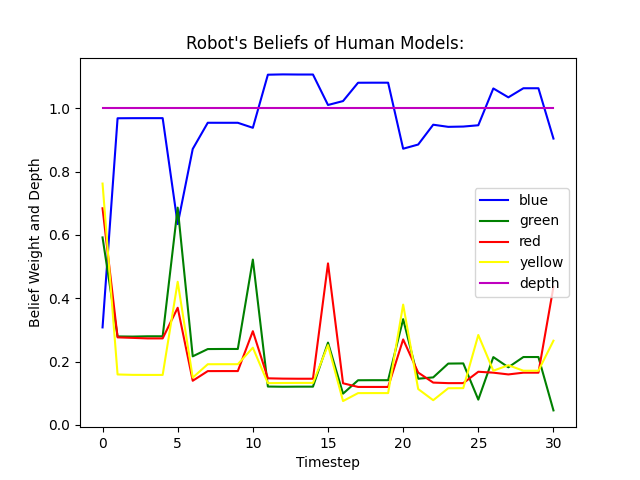 Robot's Beliefs of Human Models:
Belief Weight and Depth
1.0
0.8
0.6
0.4
0.2
0.0
blue
green
red
yellow
depth
0 5 10 15 20 25 30
Timestep